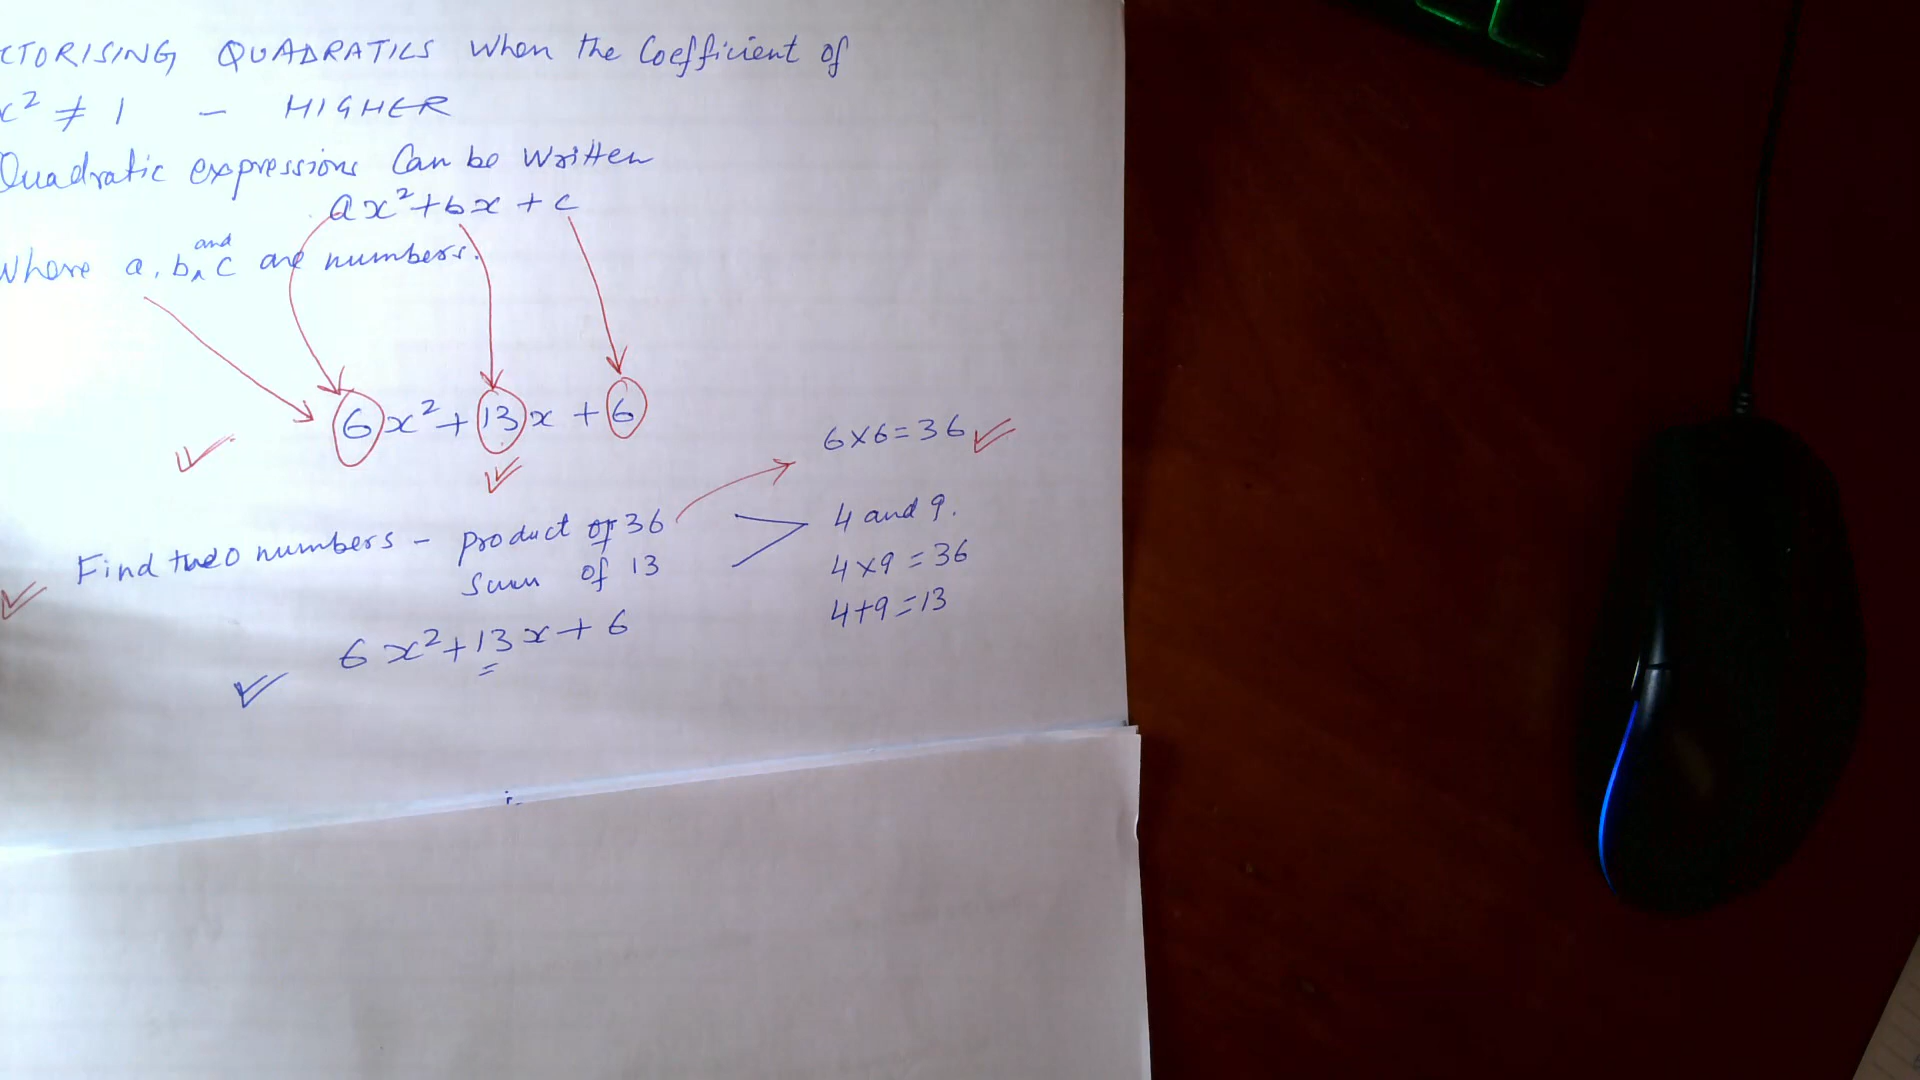 CTORISING QUADRATICS when the Coefficient of
x² ≠ 1 — HIGHER
Quadratic expressions Can be written
ax² + bx + c
where a, b and c are numbers.
6x² + 13x + 6
6 × 6 = 36
Find two numbers - product of 36
sum of 13
4 and 9.
4 × 9 = 36
4 + 9 = 13
6x² + 13x + 6